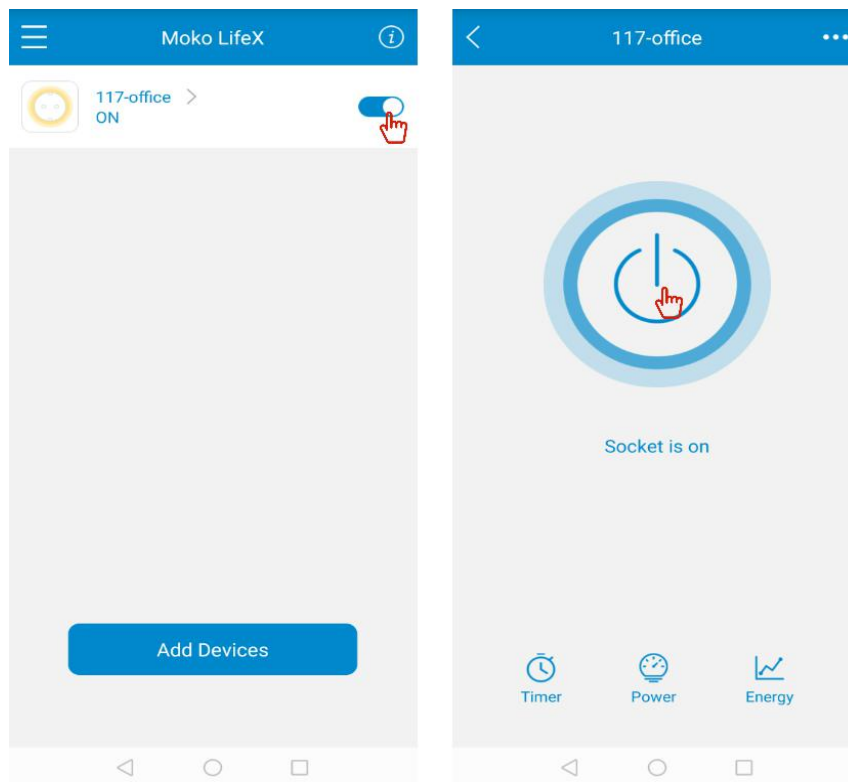 Moko LifeX
117-office
ON
Add Devices
117-office
Socket is on
Timer
Power
Energy